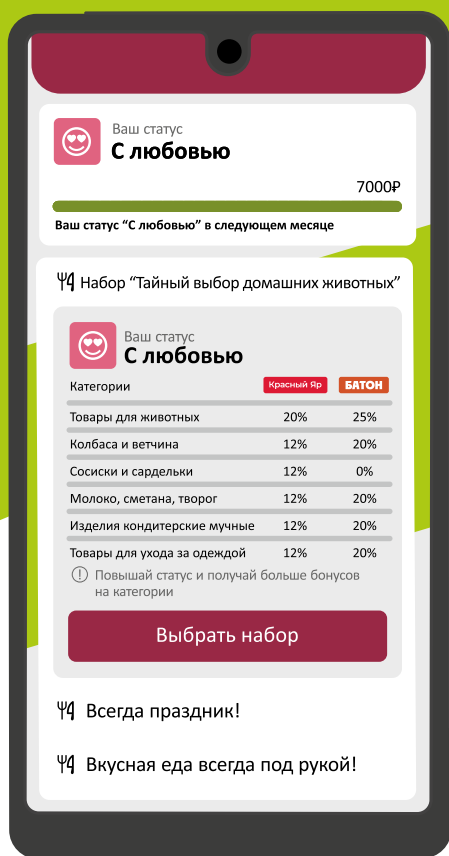 Ваш статус
С любовью
7000₽
Ваш статус “С любовью” в следующем месяце
Набор “Тайный выбор домашних животных”
Ваш статус
С любовью
Категории Красный Яр БАТОН
Товары для животных 20% 25%
Колбаса и ветчина 12% 20%
Сосиски и сардельки 12% 0%
Молоко, сметана, творог 12% 20%
Изделия кондитерские мучные 12% 20%
Товары для ухода за одеждой 12% 20%
Повышай статус и получай больше бонусов
на категории
Выбрать набор
Всегда праздник!
Вкусная еда всегда под рукой!